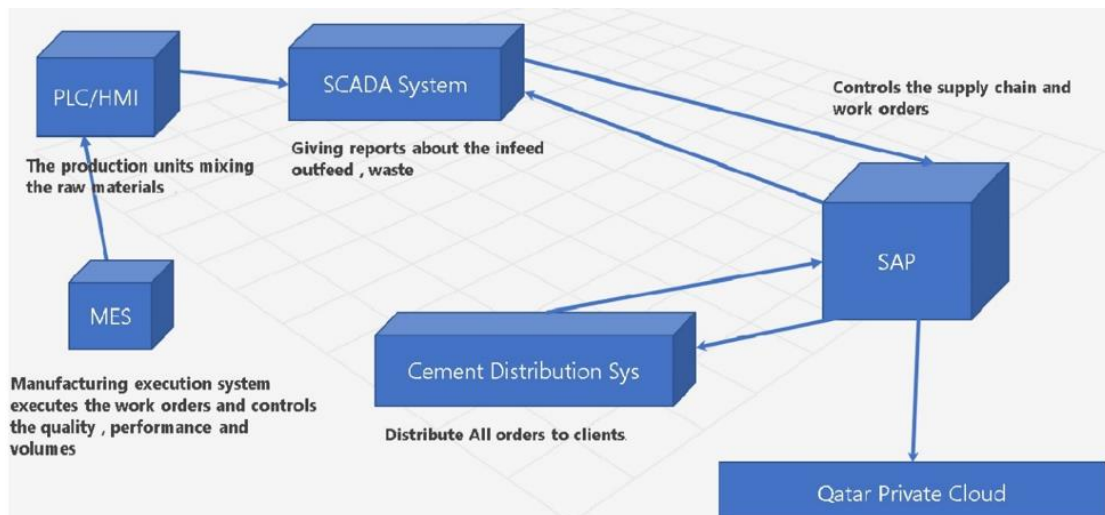 PLC/HMI
SCADA System
Controls the supply chain and
work orders
The production units mixing
the raw materials
Giving reports about the infeed
outfeed , waste
SAP
MES
Cement Distribution Sys
Manufacturing execution system
executes the work orders and controls
the quality , performance and
volumes
Distribute All orders to clients.
Qatar Private Cloud